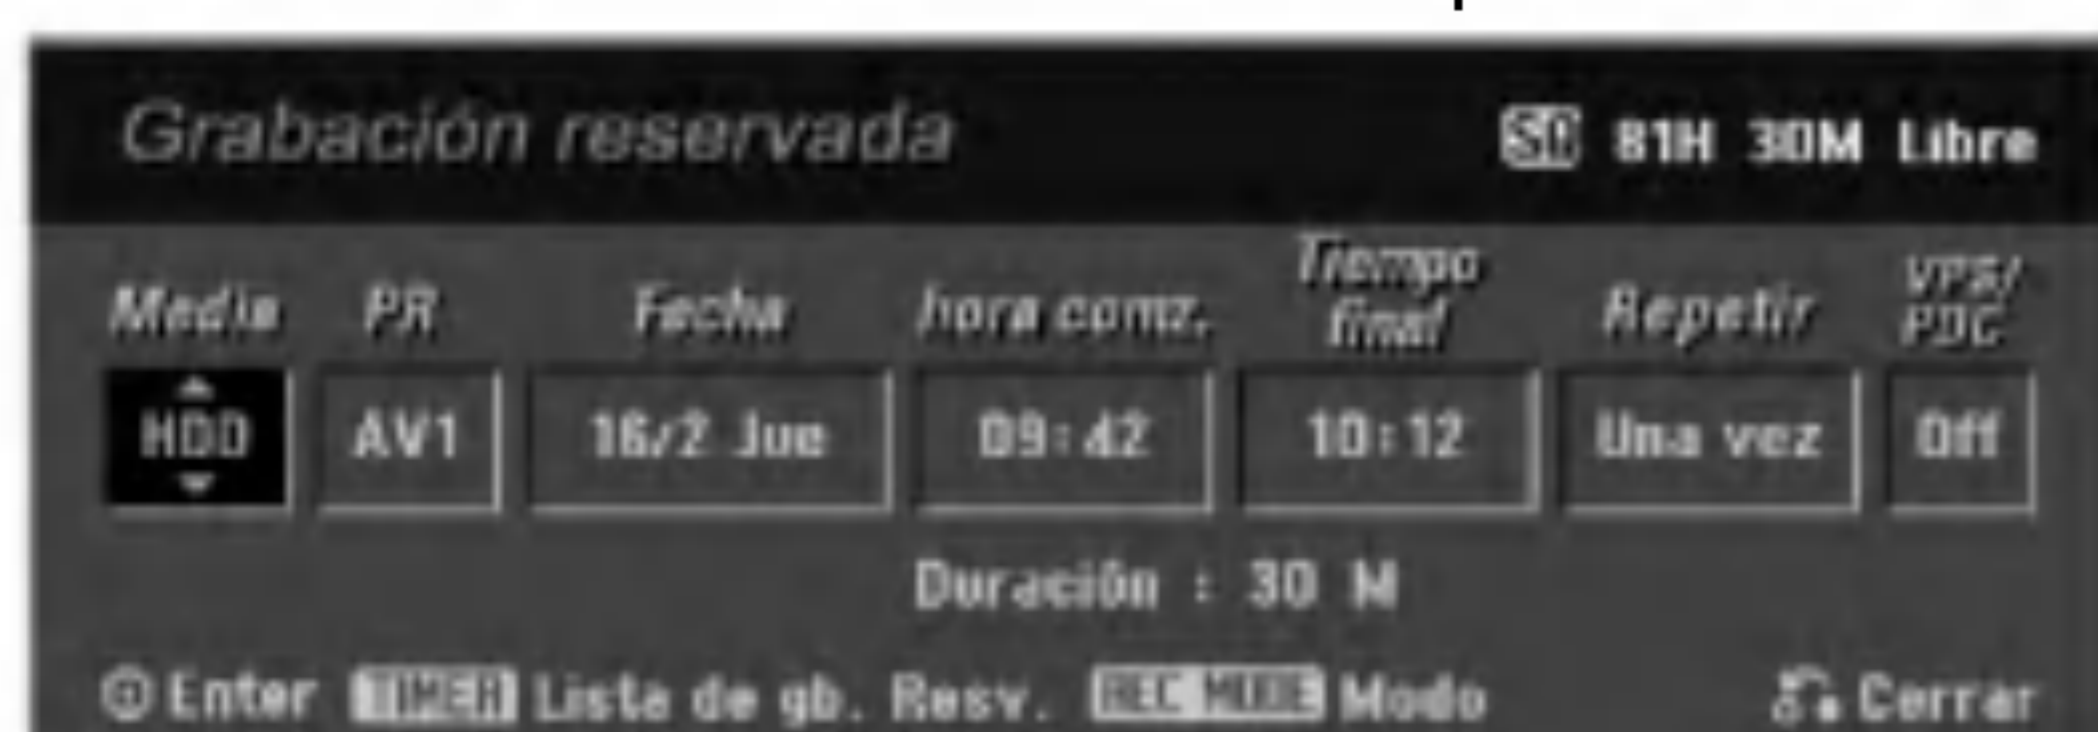 Grabación reservada SP 81H 30M Libre
Media PR Fecha hora comz. Tiempo final Repetir VPS/PDC
HDD AV1 16/2 Jue 09:42 10:12 Una vez Off
Duración : 30 M
Enter TIMER Lista de gb. Resv. REC MODE Modo Cerrar